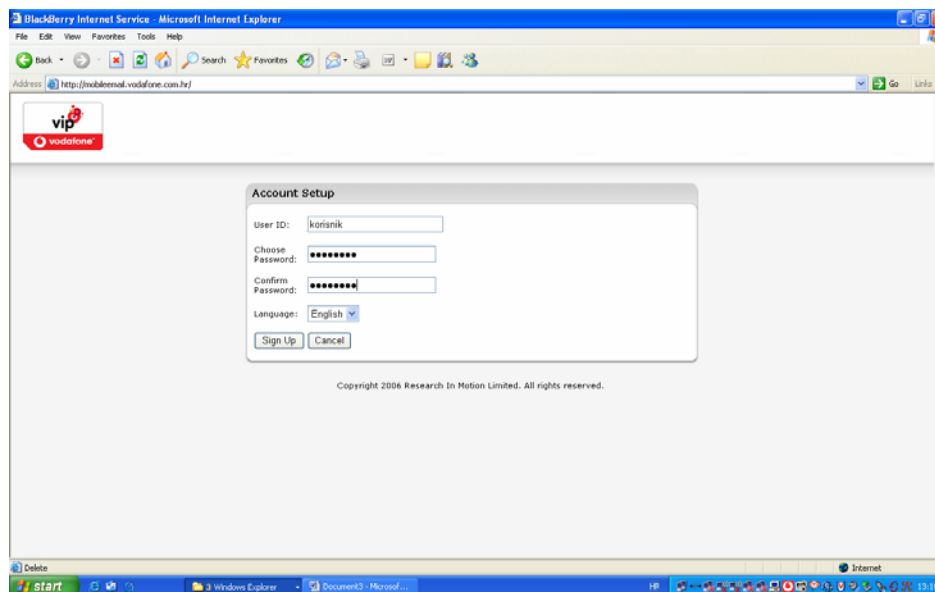 BlackBerry Internet Service - Microsoft Internet Explorer
File Edit View Favorites Tools Help
Back Search Favorites
Address http://mobileemail.vodafone.com.hr/ Go Links
vip
vodafone
Account Setup
User ID: korisnik
Choose
Password: ●●●●●●●●
Confirm
Password: ●●●●●●●●
Language: English
Sign Up Cancel
Copyright 2006 Research In Motion Limited. All rights reserved.
Delete Internet
start 3 Windows Explorer Document3 - Microsof... HR